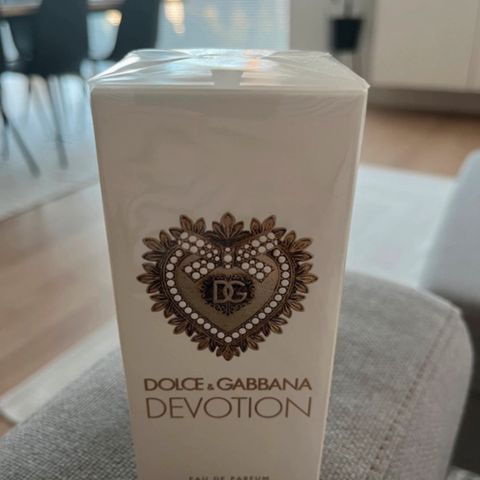 DG
DOLCE & GABBANA
DEVOTION
EAU DE PARFUM